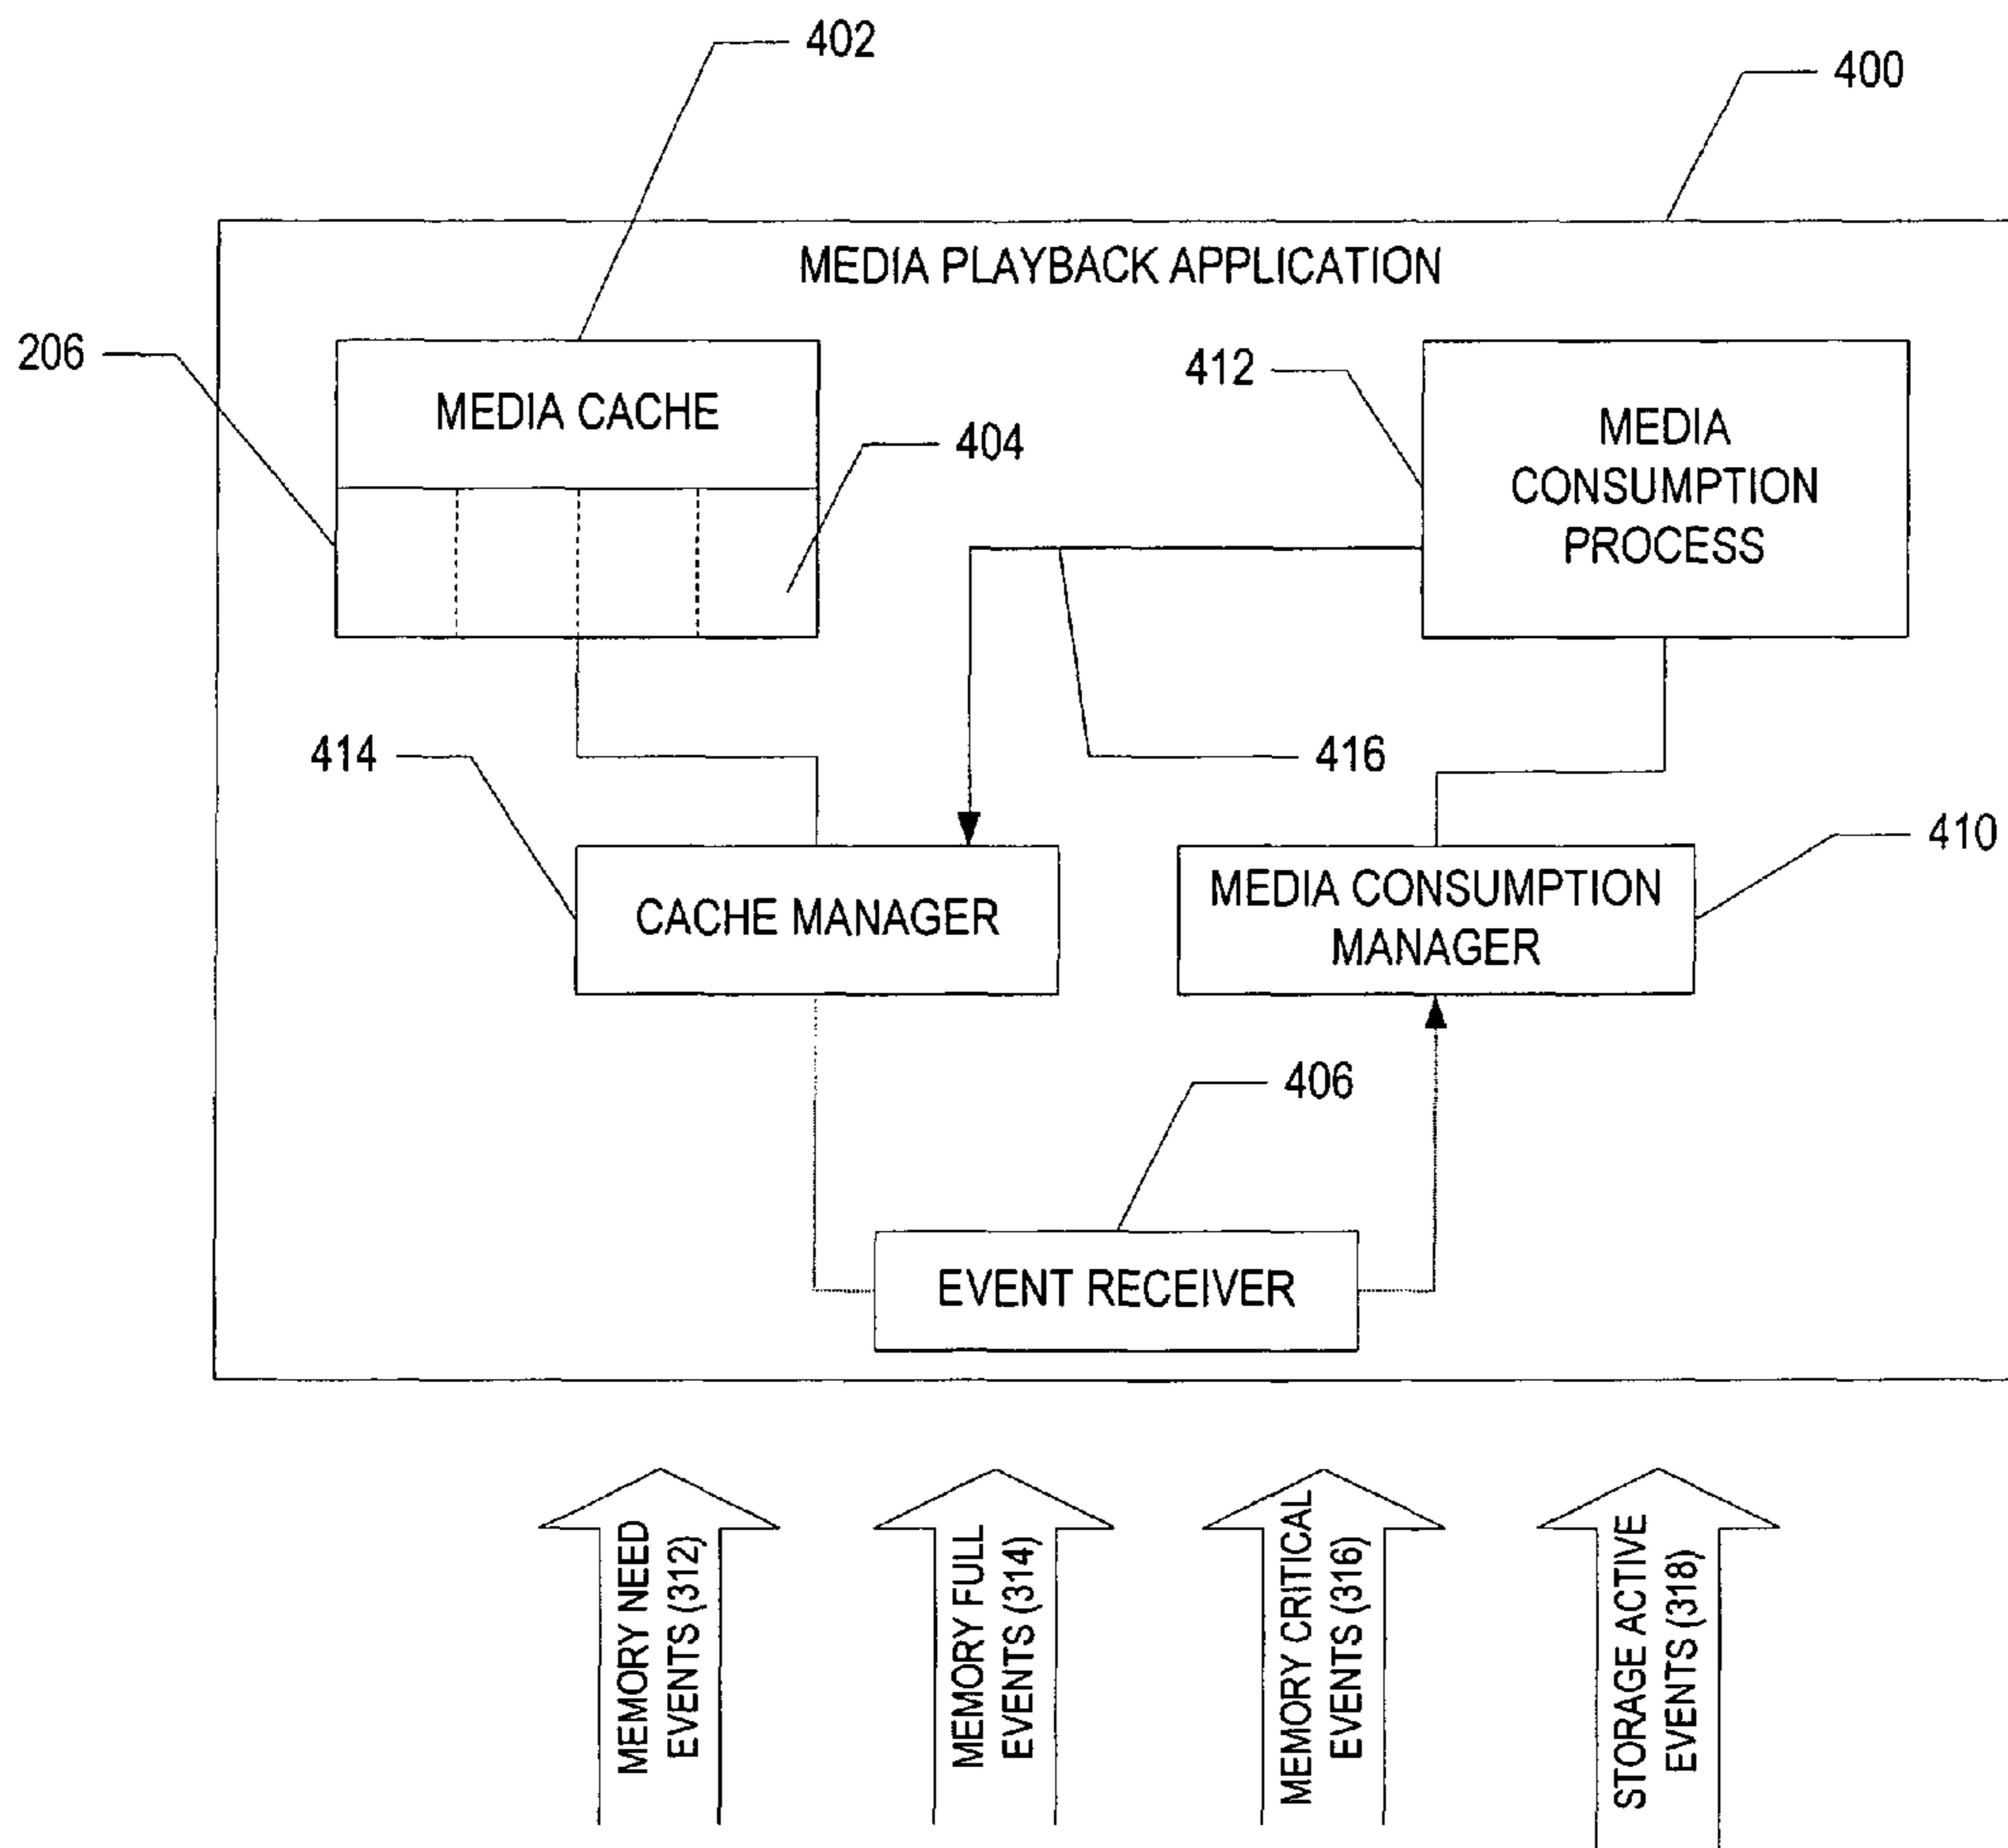 402
400
MEDIA PLAYBACK APPLICATION
206
MEDIA CACHE
404
412
MEDIA
CONSUMPTION
PROCESS
414
416
CACHE MANAGER
MEDIA CONSUMPTION
MANAGER
410
406
EVENT RECEIVER
MEMORY NEED
EVENTS (312)
MEMORY FULL
EVENTS (314)
MEMORY CRITICAL
EVENTS (316)
STORAGE ACTIVE
EVENTS (318)